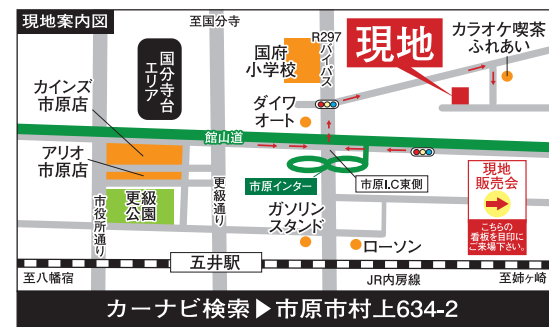 現地案内図
至国分寺
R297
バイパス
カラオケ喫茶
ふれあい
現地
国府
小学校
国分寺台
エリア
カインズ
市原店
ダイワ
オート
館山道
アリオ
市原店
市原インター
市原I.C東側
現地
販売会
こちらの
看板を目印に
ご来場下さい。
更級
公園
更級通り
市役所通り
ガソリン
スタンド
ローソン
五井駅
至八幡宿
JR内房線
至姉ヶ崎
カーナビ検索▶市原市村上634-2